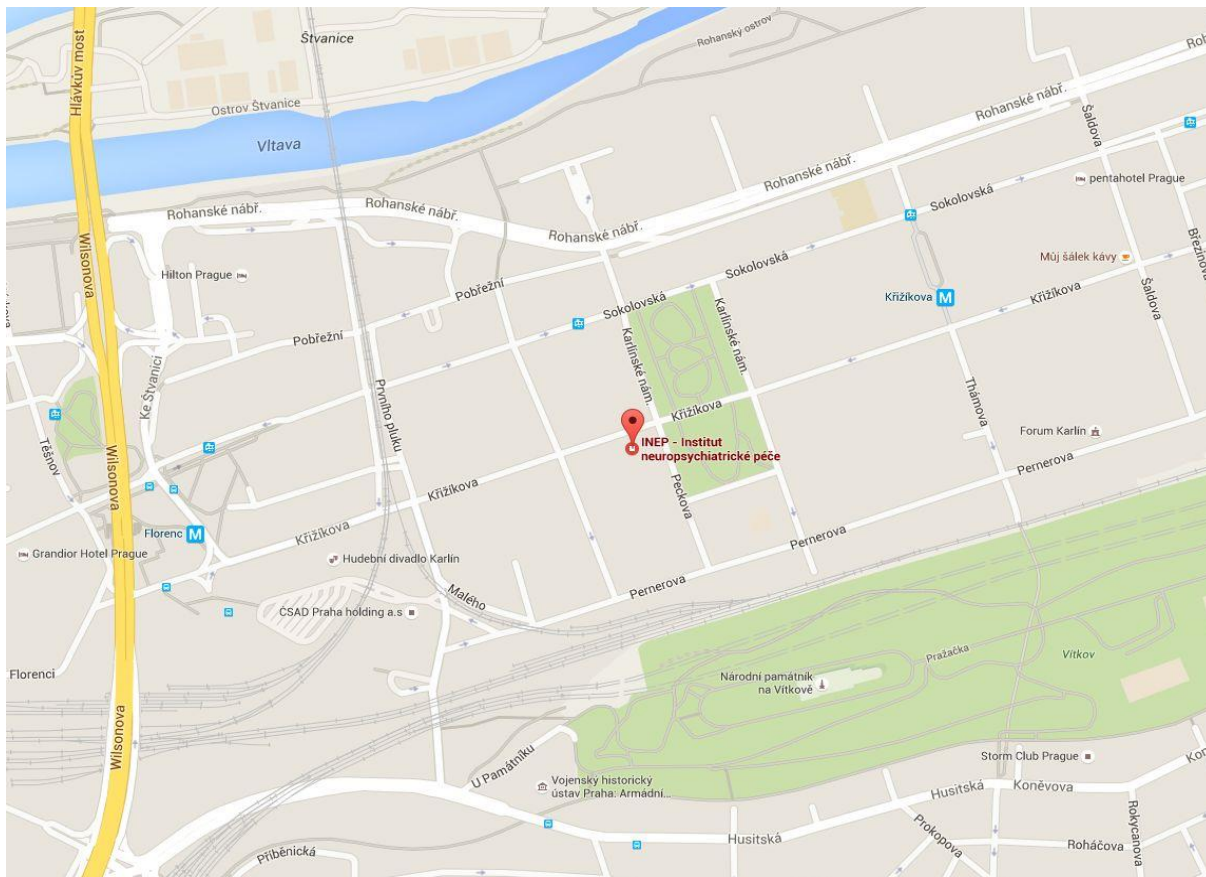 Hlávkův most
Štvanice
Rohanský ostrov
Roh
Ostrov Štvanice
Rohanské nábř.
Šaldova
Vltava
Rohanské nábř.
pentahotel Prague
Rohanské nábř.
Rohanské nábř.
Sokolovská
Rohanské nábř.
Březinova
Wilsonova
Můj šálek kávy
Hilton Prague
Sokolovská
Šaldova
Pobřežní
Křižíkova
Křižíkova
Sokolovská
Pobřežní
Karlínské nám.
Karlínské nám.
Ke Štvanici
Prvního pluku
Thámova
Křižíkova
Forum Karlín
Těšnov
INEP - Institut
neuropsychiatrické péče
Wilsonova
Pernerova
Křižíkova
Peckova
Florenc
M
Křižíkova
Pernerova
Grandior Hotel Prague
Hudební divadlo Karlín
Pernerova
Malého
ČSAD Praha holding a.s
Pražačka
Vítkov
Florenci
Národní památník
na Vítkově
Wilsonova
U Památníku
Storm Club Prague
Kon
Vojenský historický
ústav Praha: Armádní...
Husitská
Koněvova
Husitská
Prokopova
Roháčova
Rokycanova
Příběnická
M